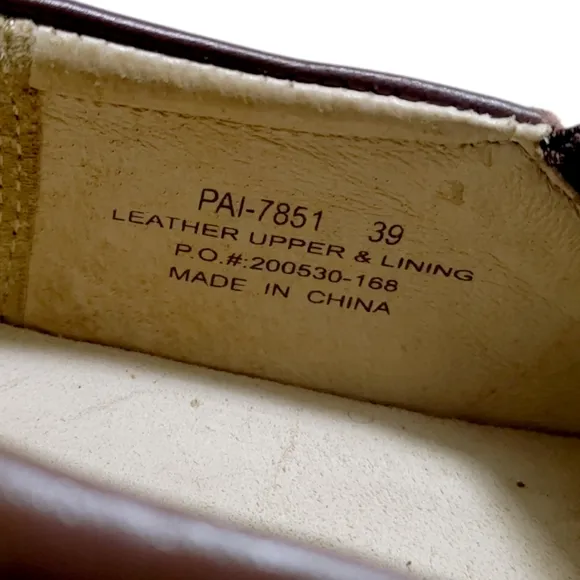 PAI-7851 39
LEATHER UPPER & LINING
P.O.#:200530-168
MADE IN CHINA